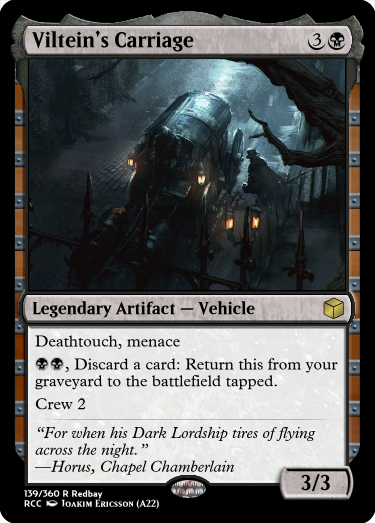 Viltein's Carriage 3
Legendary Artifact — Vehicle
Deathtouch, menace
, Discard a card: Return this from your
graveyard to the battlefield tapped.
Crew 2
"For when his Dark Lordship tires of flying
across the night."
—Horus, Chapel Chamberlain
3/3
139/360 R Redbay
RCC Joakim Ericsson (A22)